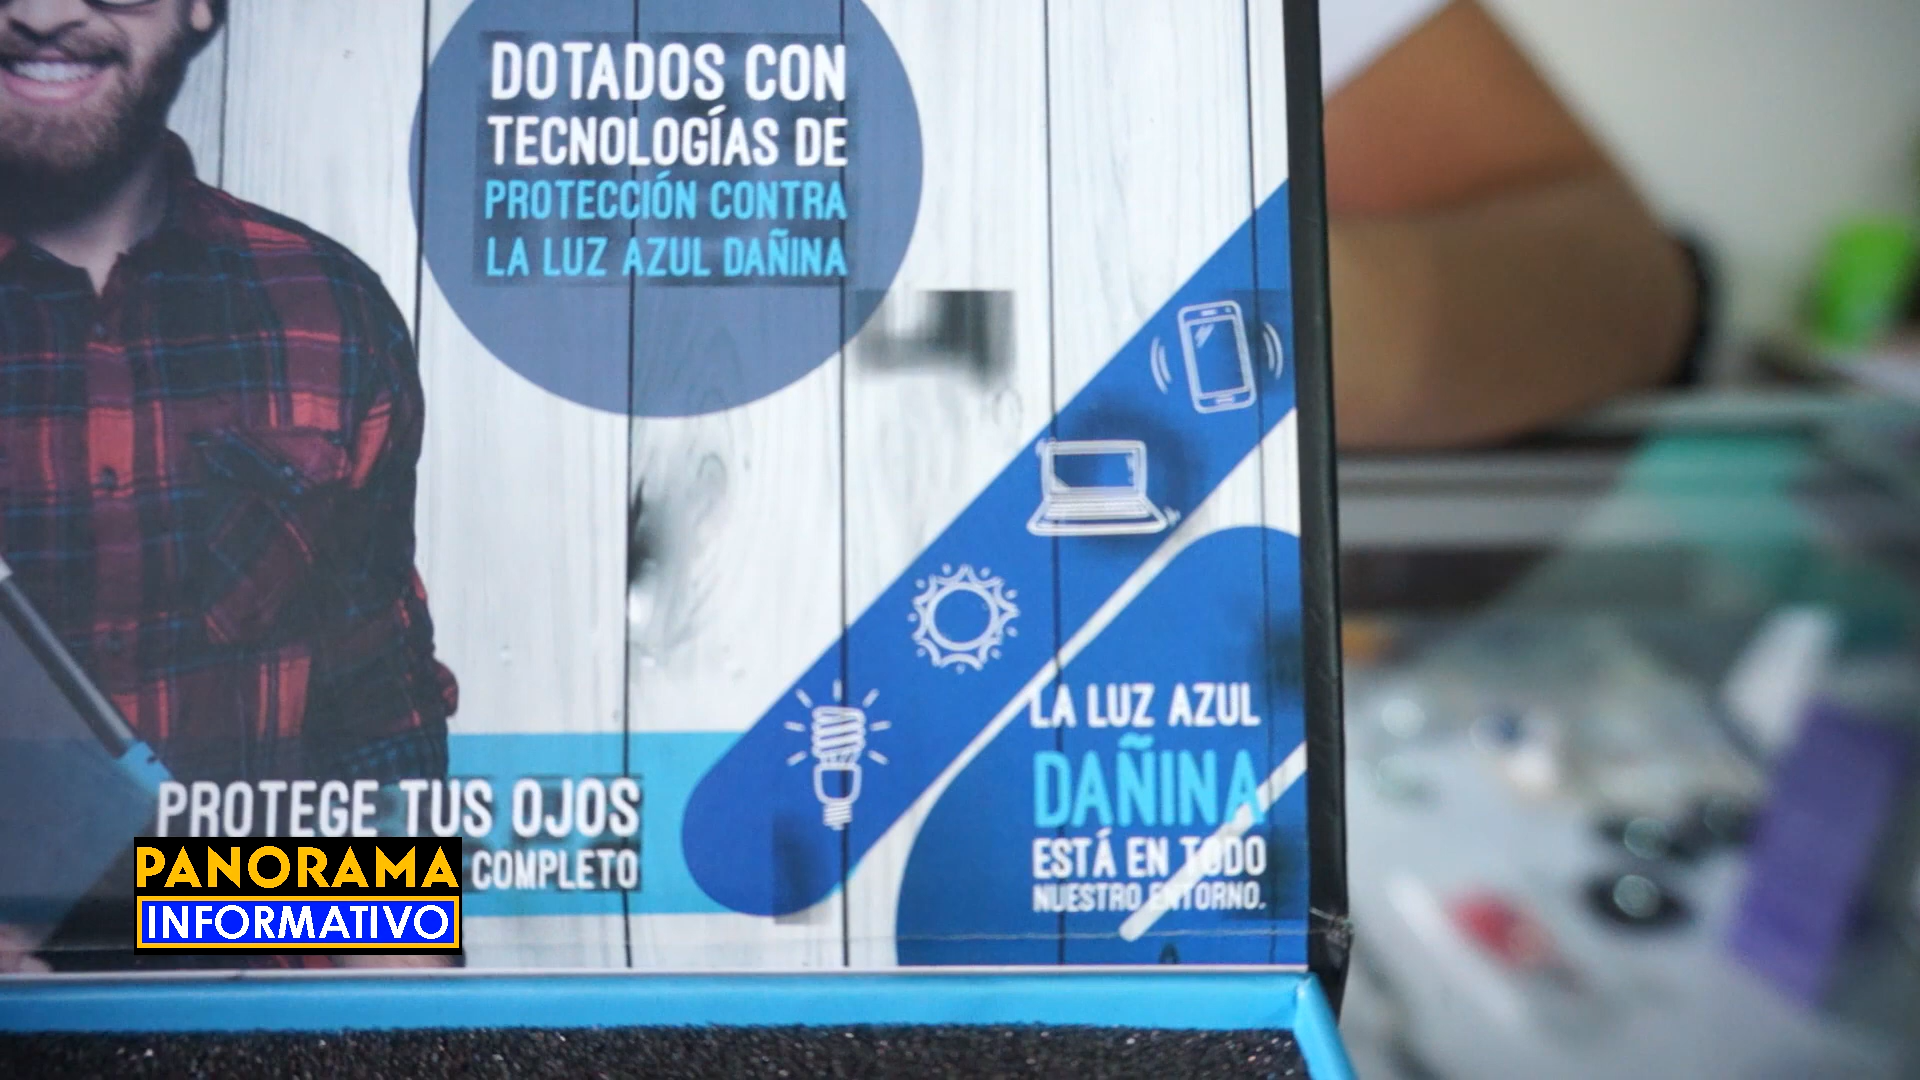 DOTADOS CON
TECNOLOGÍAS DE
PROTECCIÓN CONTRA
LA LUZ AZUL DAÑINA
LA LUZ AZUL
DAÑINA
ESTÁ EN TODO
NUESTRO ENTORNO.
PROTEGE TUS OJOS
COMPLETO
PANORAMA
INFORMATIVO